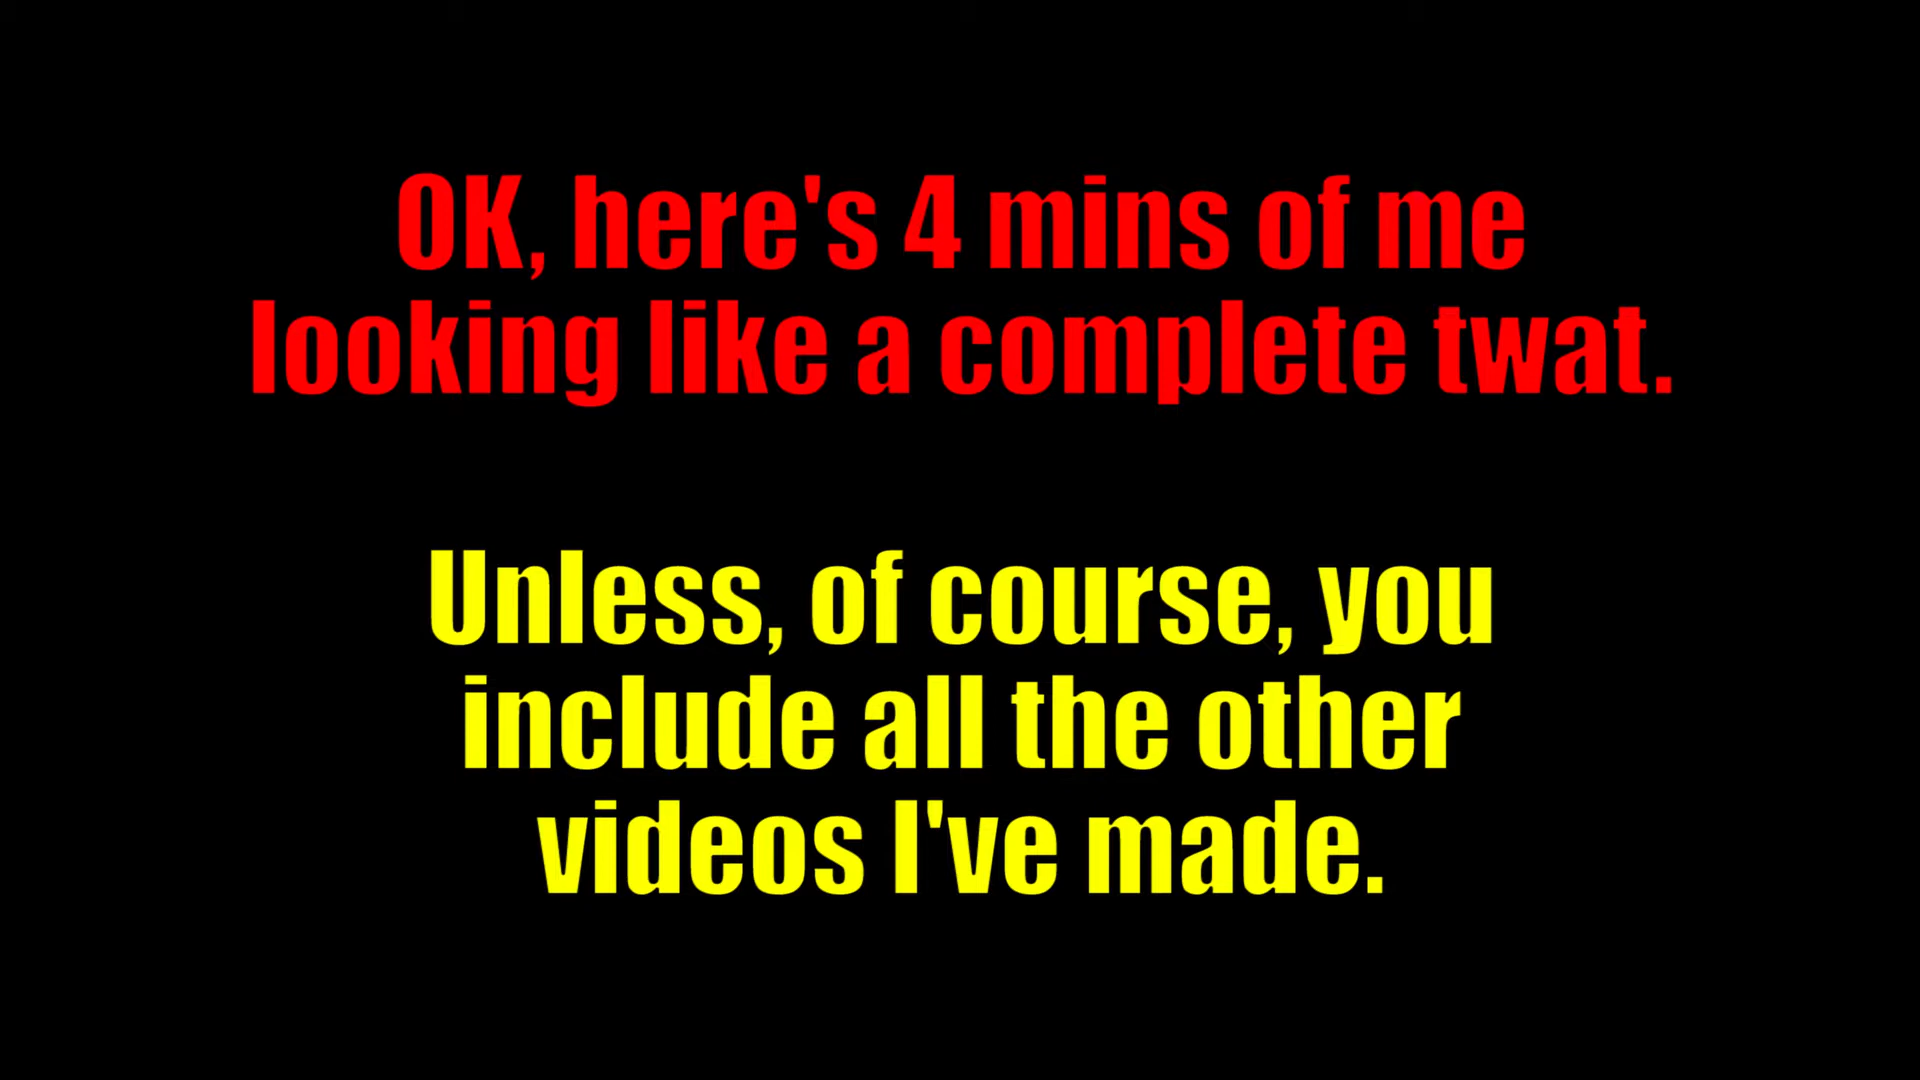 OK, here's 4 mins of me
looking like a complete twat.
Unless, of course, you
include all the other
videos I've made.